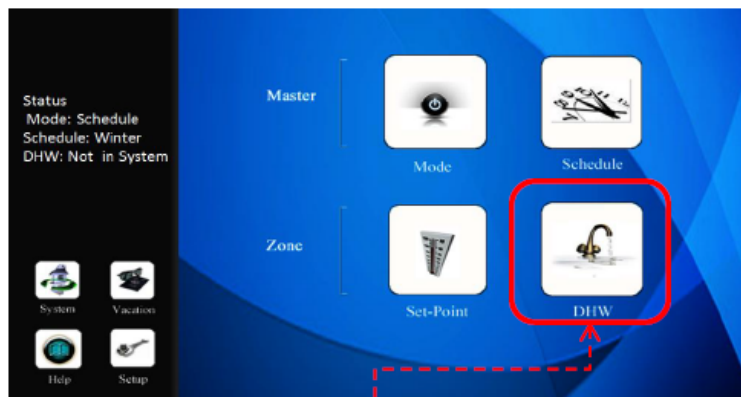 Status
Mode: Schedule
Schedule: Winter
DHW: Not in System
System
Vacation
Help
Setup
Master
Mode
Schedule
Zone
Set-Point
DHW